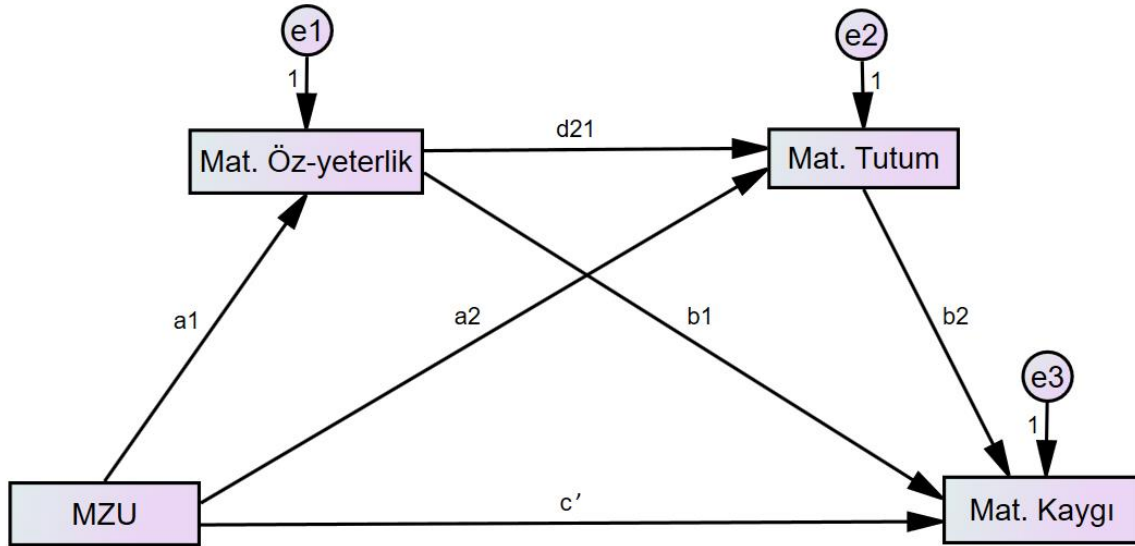 e1
e2
1
1
d21
Mat. Öz-yeterlik
Mat. Tutum
a1
a2
b1
b2
e3
1
MZU
c’
Mat. Kaygı